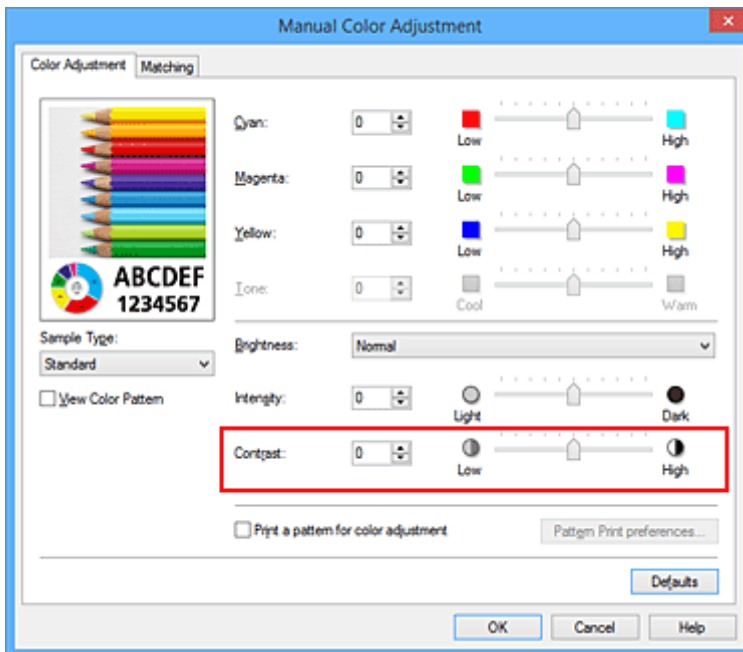 Manual Color Adjustment
Color Adjustment Matching
ABCDEF
1234567
Sample Type:
Standard
View Color Pattern
Cyan: 0 Low High
Magenta: 0 Low High
Yellow: 0 Low High
Tone: 0 Cool Warm
Brightness: Normal
Intensity: 0 Light Dark
Contrast: 0 Low High
Print a pattern for color adjustment Pattern Print preferences...
Defaults
OK Cancel Help